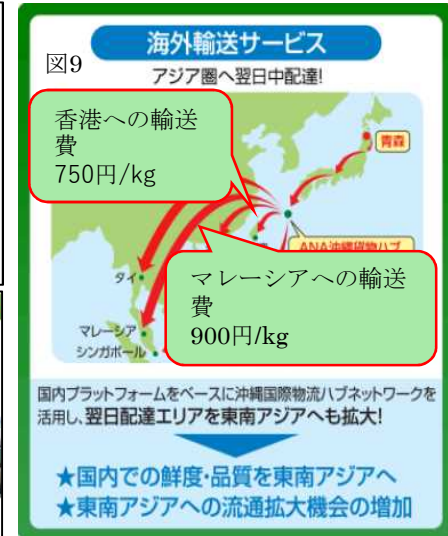 図9
海外輸送サービス
アジア圏へ翌日中配達!
香港への輸送
費
750円/kg
青森
ANA沖縄貨物ハブ
マレーシアへの輸送
費
900円/kg
タイ
マレーシア
シンガポール
国内プラットフォームをベースに沖縄国際物流ハブネットワークを
活用し、翌日配達エリアを東南アジアへも拡大!
★国内での鮮度・品質を東南アジアへ
★東南アジアへの流通拡大機会の増加